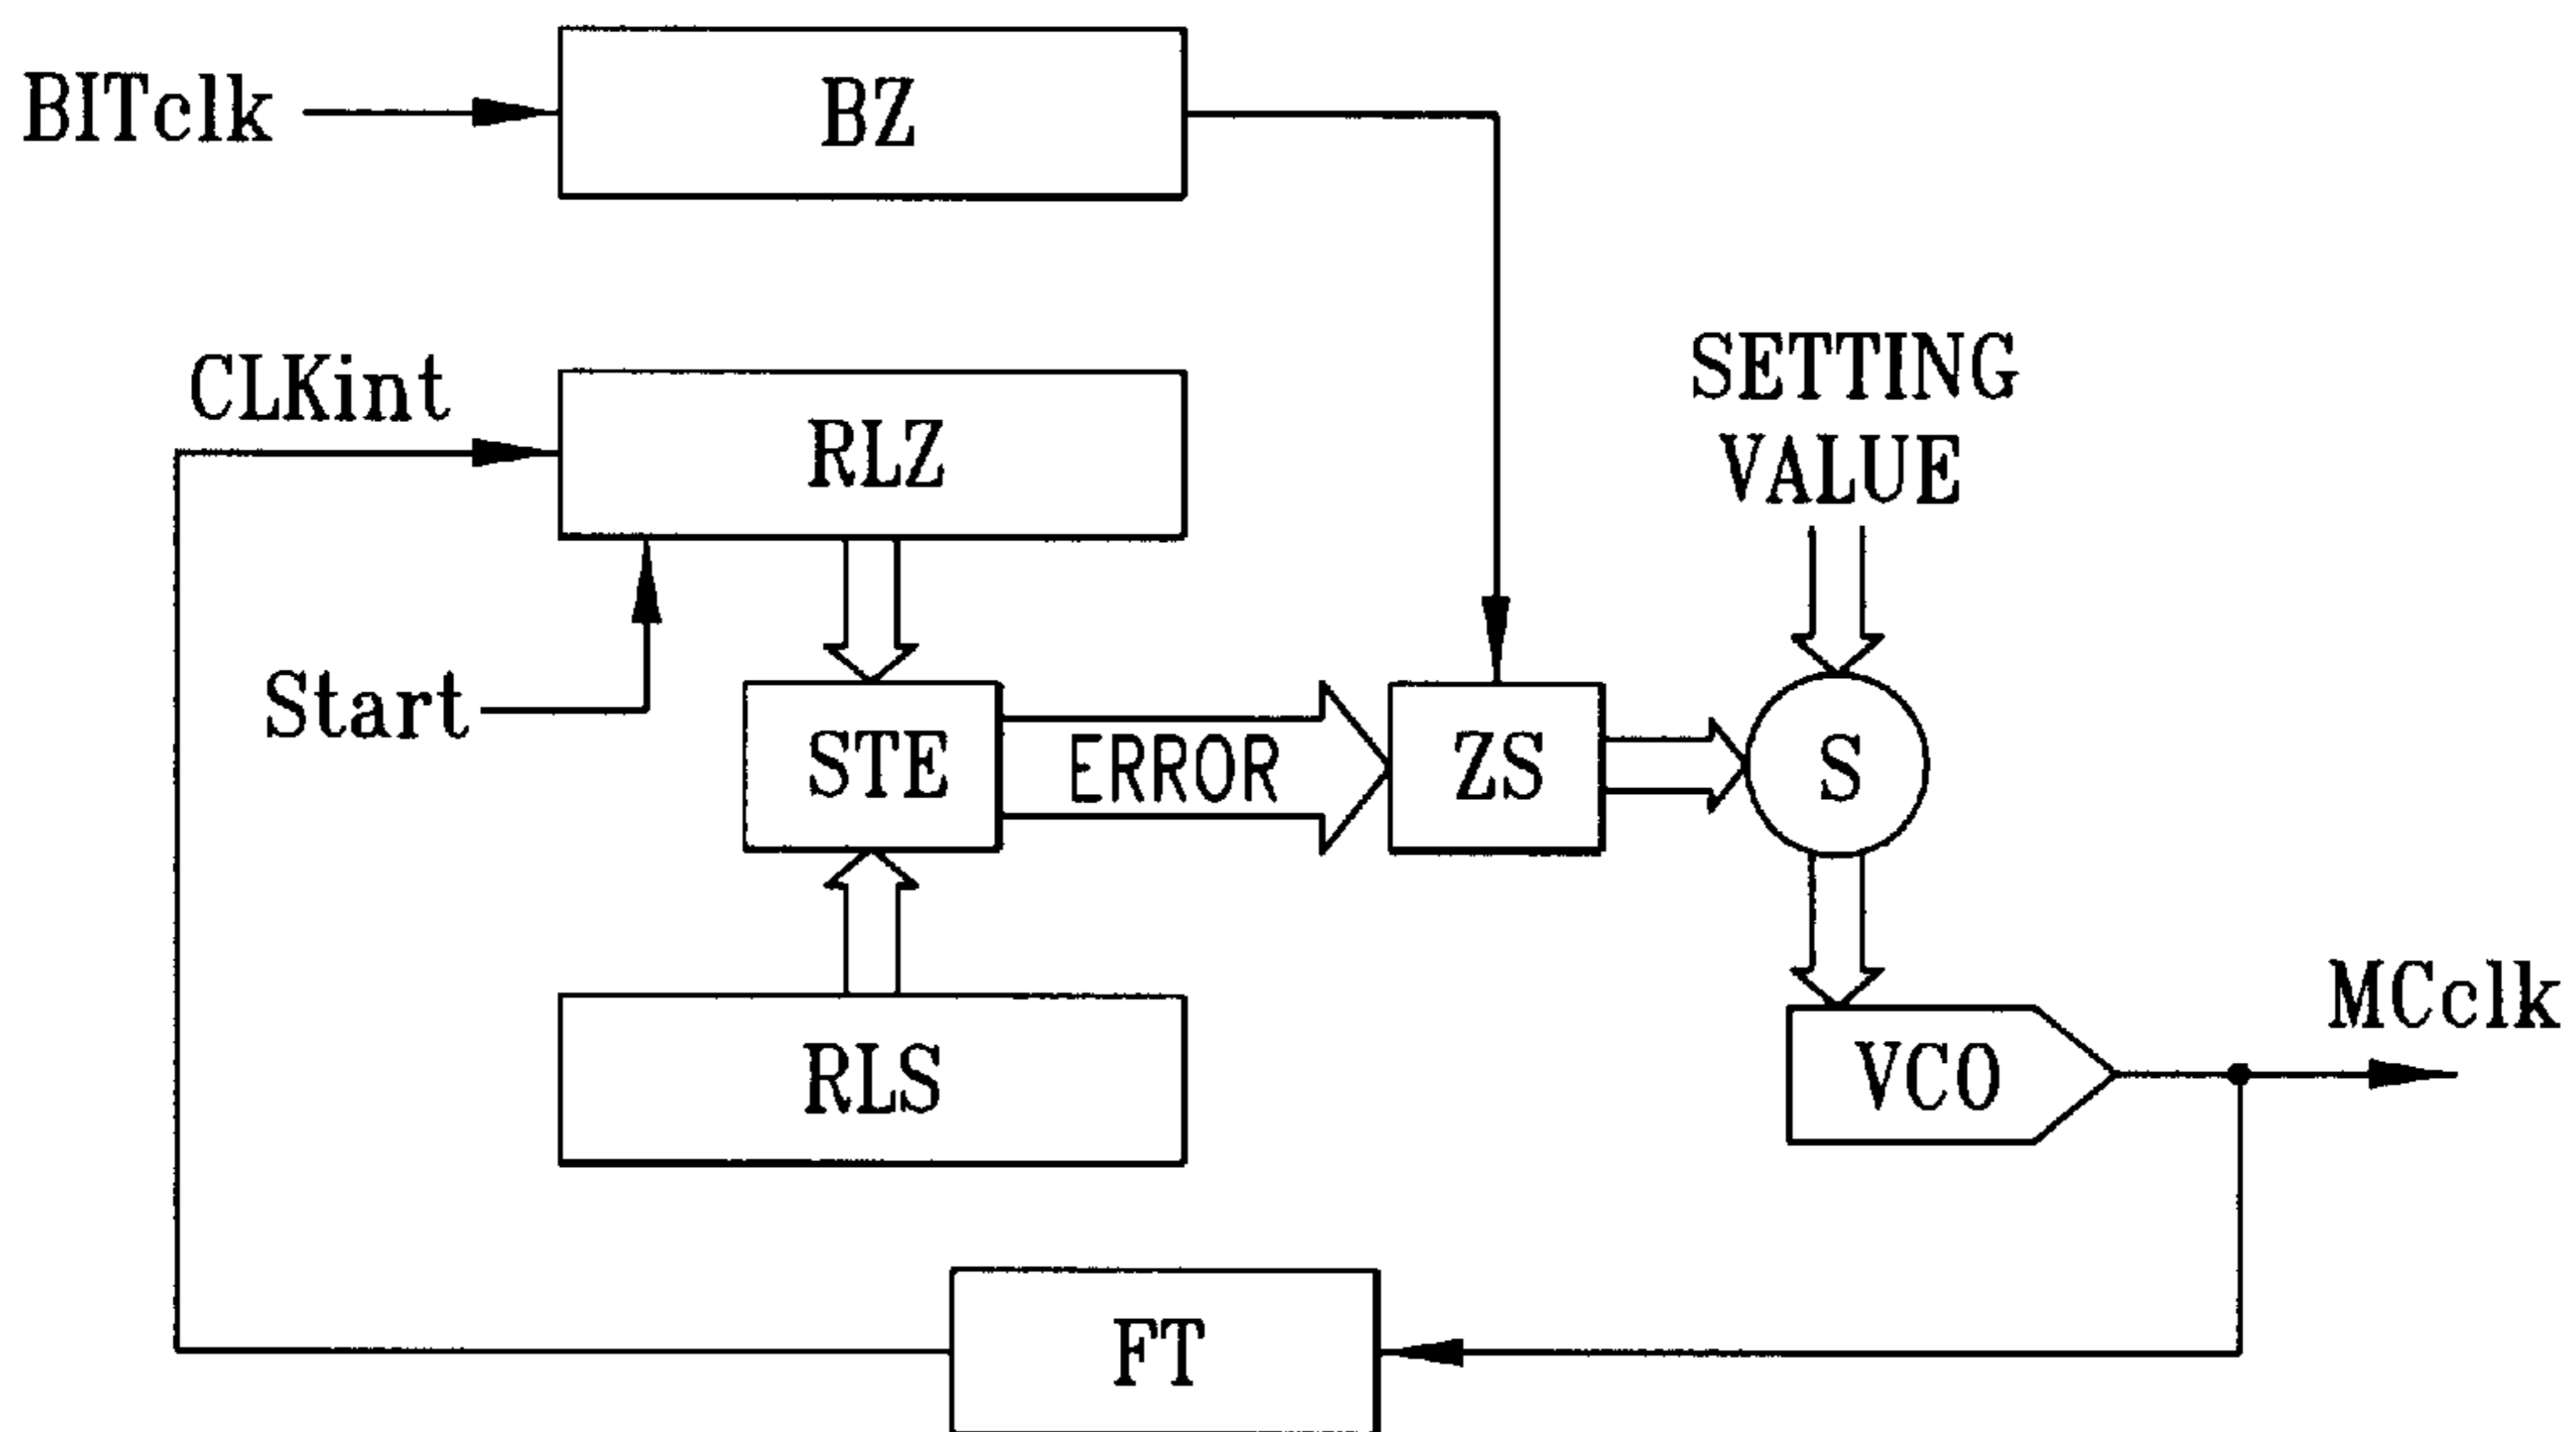 BITclk
BZ
CLKint
RLZ
SETTING
VALUE
Start
STE
ERROR
ZS
S
RLS
VCO
MCclk
FT